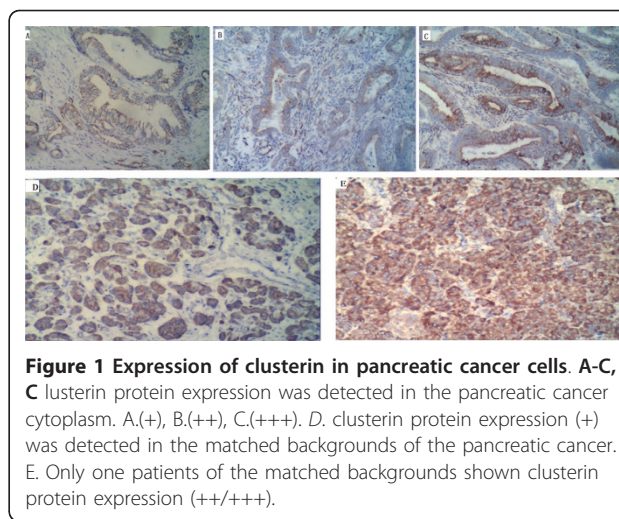 A
B
C
D
E
Figure 1 Expression of clusterin in pancreatic cancer cells. A-C,
C lusterin protein expression was detected in the pancreatic cancer
cytoplasm. A.(+), B.(++), C.(+++). D. clusterin protein expression (+)
was detected in the matched backgrounds of the pancreatic cancer.
E. Only one patients of the matched backgrounds shown clusterin
protein expression (++/+++).